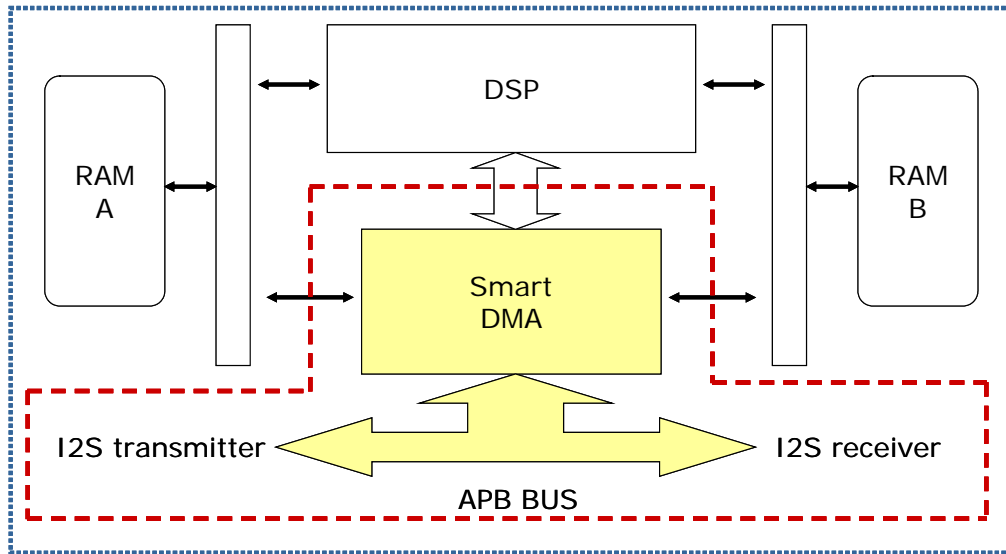 DSP
RAM
A
RAM
B
Smart
DMA
I2S transmitter
I2S receiver
APB BUS